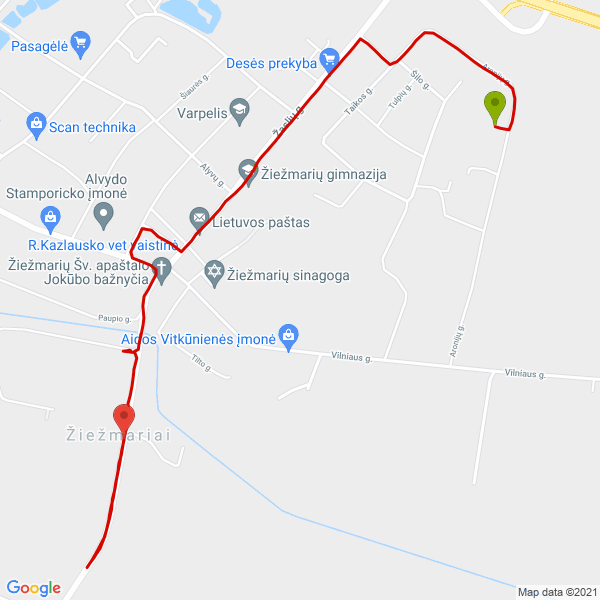 Pasagėlė
Desės prekyba
Aronijų g.
Šiaurės g.
Šilo g.
Taikos g.
Tulpių g.
Varpelis
Žaslių g.
Scan technika
Alyvų g.
Žiežmarių gimnazija
Alvydo
Stamporicko įmonė
Lietuvos paštas
R.Kazlausko vet vaistinė
Žiežmarių Šv. apaštalo
Jokūbo bažnyčia
Žiežmarių sinagoga
Paupio g.
Aidos Vitkūnienės įmonė
Aronijų g.
Vilniaus g.
Tilto g.
Vilniaus g.
Žiežmariai
Google
Map data ©2021